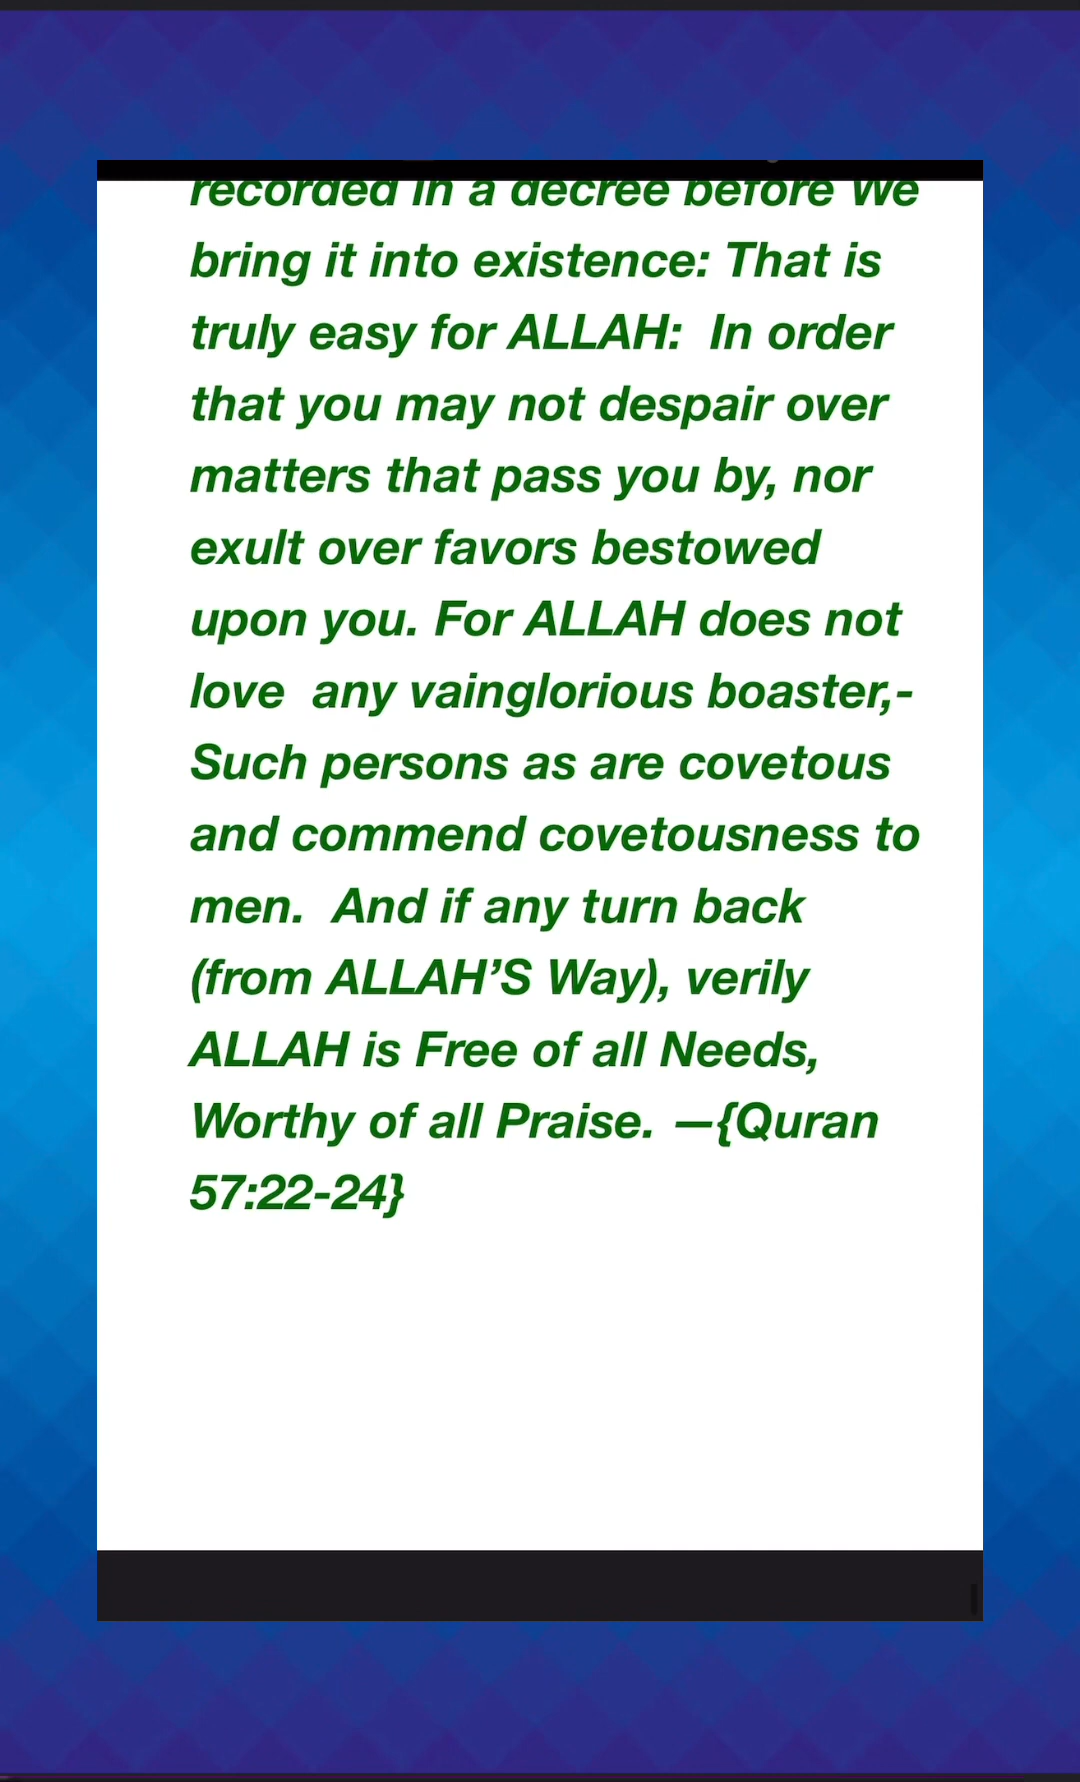 recorded in a decree before We
bring it into existence: That is
truly easy for ALLAH:  In order
that you may not despair over
matters that pass you by, nor
exult over favors bestowed
upon you. For ALLAH does not
love  any vainglorious boaster,-
Such persons as are covetous
and commend covetousness to
men.  And if any turn back
(from ALLAH’S Way), verily
ALLAH is Free of all Needs,
Worthy of all Praise. —{Quran
57:22-24}